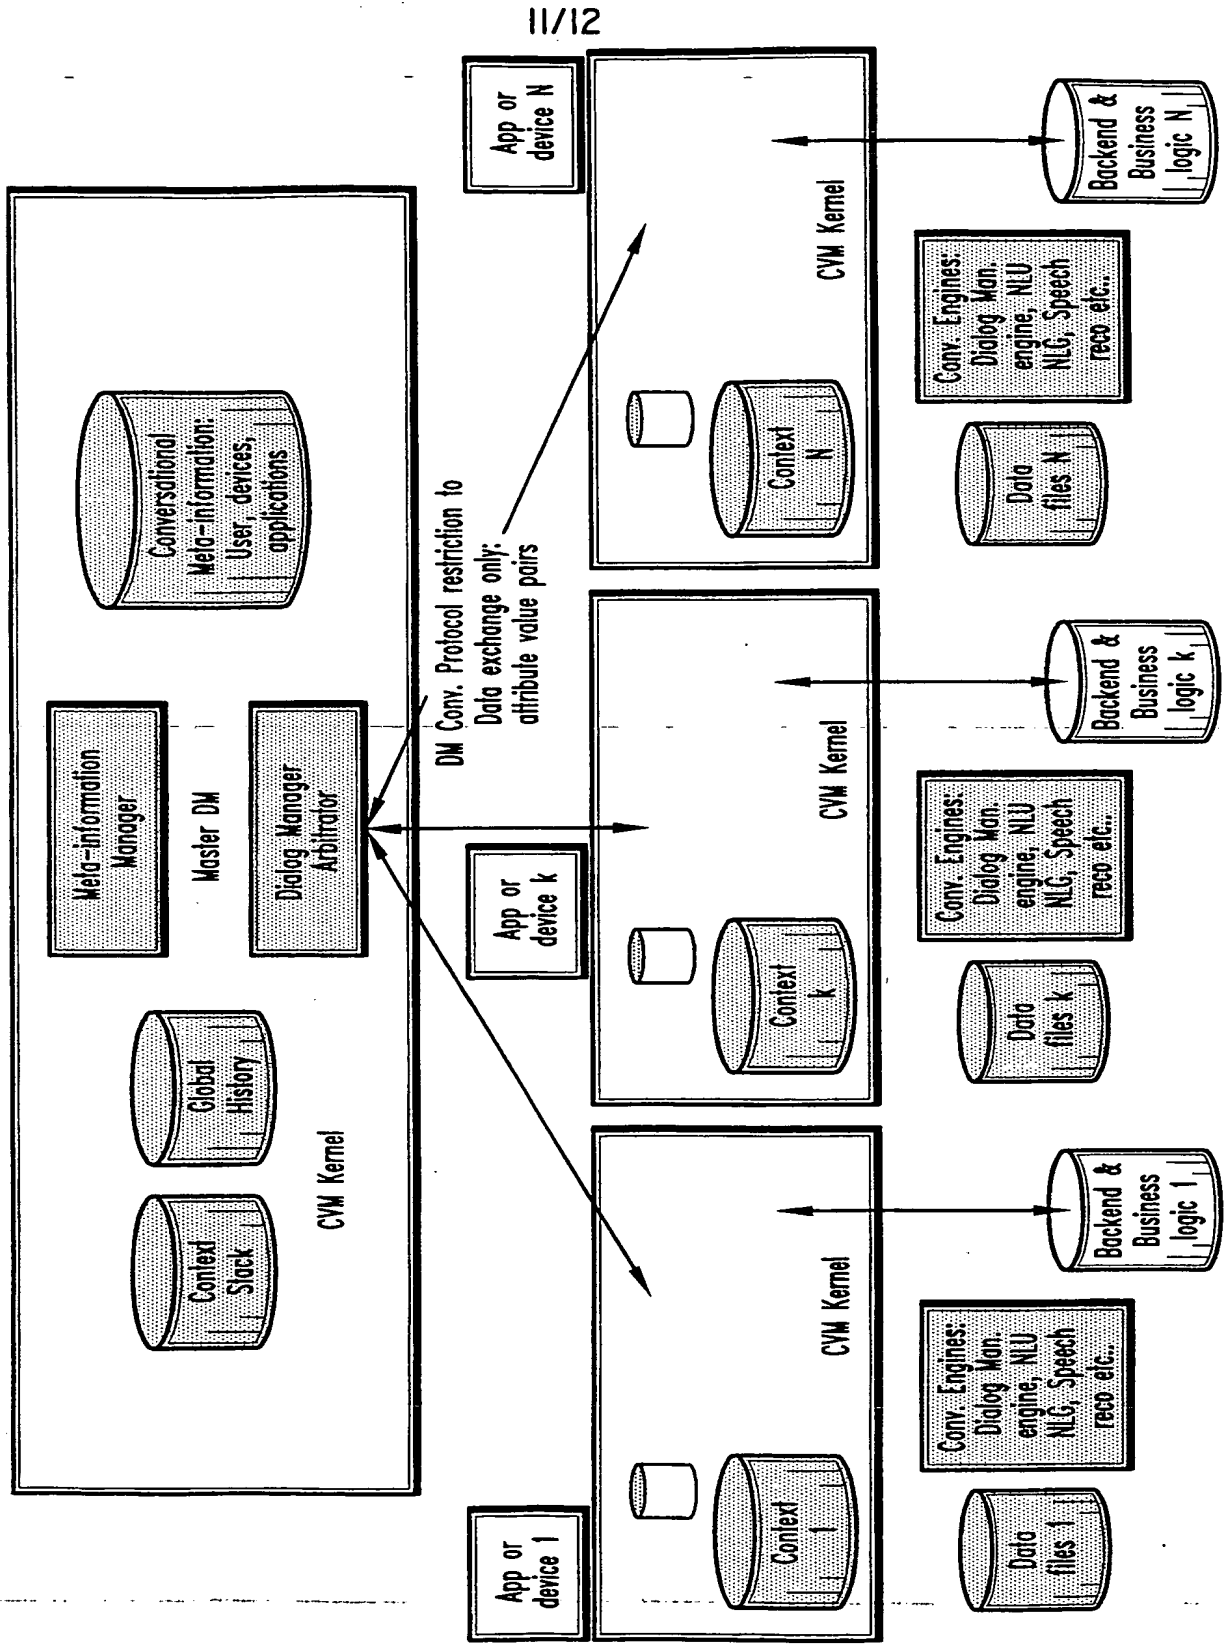 11/12
Context
Stack
Global
History
CVM Kernel
Meta-information
Manager
Master DM
Dialog Manager
Arbitrator
Conversational
Meta-information:
User, devices,
applications
DM Conv. Protocol restriction to
Data exchange only:
attribute value pairs
App or
device 1
Context
1
CVM Kernel
Data
files 1
Conv. Engines:
Dialog Man.
engine, NLU
NLG, Speech
reco etc...
Backend &
Business
logic 1
App or
device k
Context
k
CVM Kernel
Data
files k
Conv. Engines:
Dialog Man.
engine, NLU
NLG, Speech
reco etc...
Backend &
Business
logic k
App or
device N
Context
N
CVM Kernel
Data
files N
Conv. Engines:
Dialog Man.
engine, NLU
NLG, Speech
reco etc...
Backend &
Business
logic N